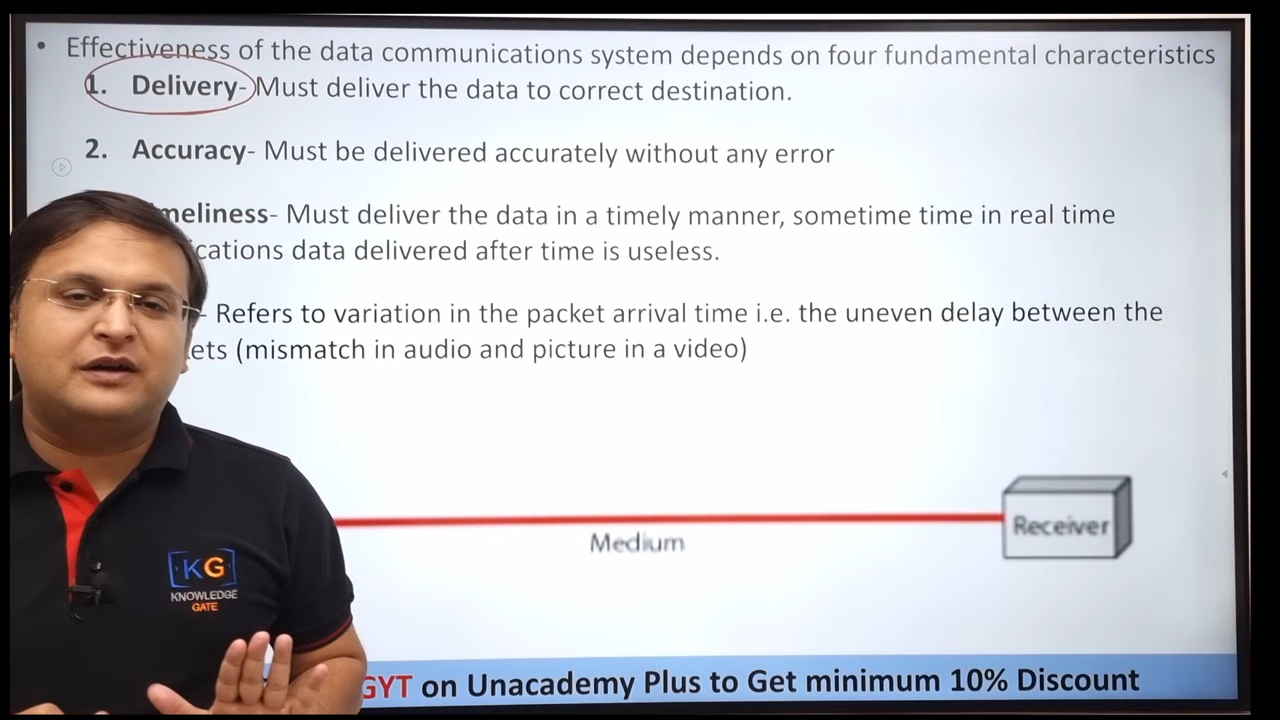 • Effectiveness of the data communications system depends on four fundamental characteristics
1. Delivery- Must deliver the data to correct destination.
2. Accuracy- Must be delivered accurately without any error
meliness- Must deliver the data in a timely manner, sometime time in real time
cations data delivered after time is useless.
- Refers to variation in the packet arrival time i.e. the uneven delay between the
ets (mismatch in audio and picture in a video)
Medium
Receiver
KG
KNOWLEDGE
GATE
GYT on Unacademy Plus to Get minimum 10% Discount